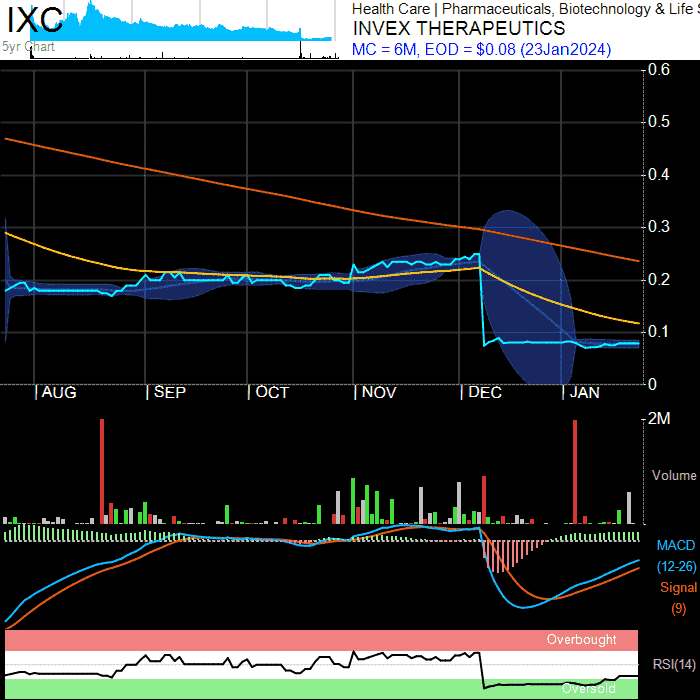 IXC
5yr Chart
Health Care | Pharmaceuticals, Biotechnology & Life S
INVEX THERAPEUTICS
MC = 6M, EOD = $0.08 (23Jan2024)
0.6
0.5
0.4
0.3
0.2
0.1
0
AUG SEP OCT NOV DEC JAN
2M
Volume
MACD
(12-26)
Signal
(9)
Overbought
RSI(14)
Oversold